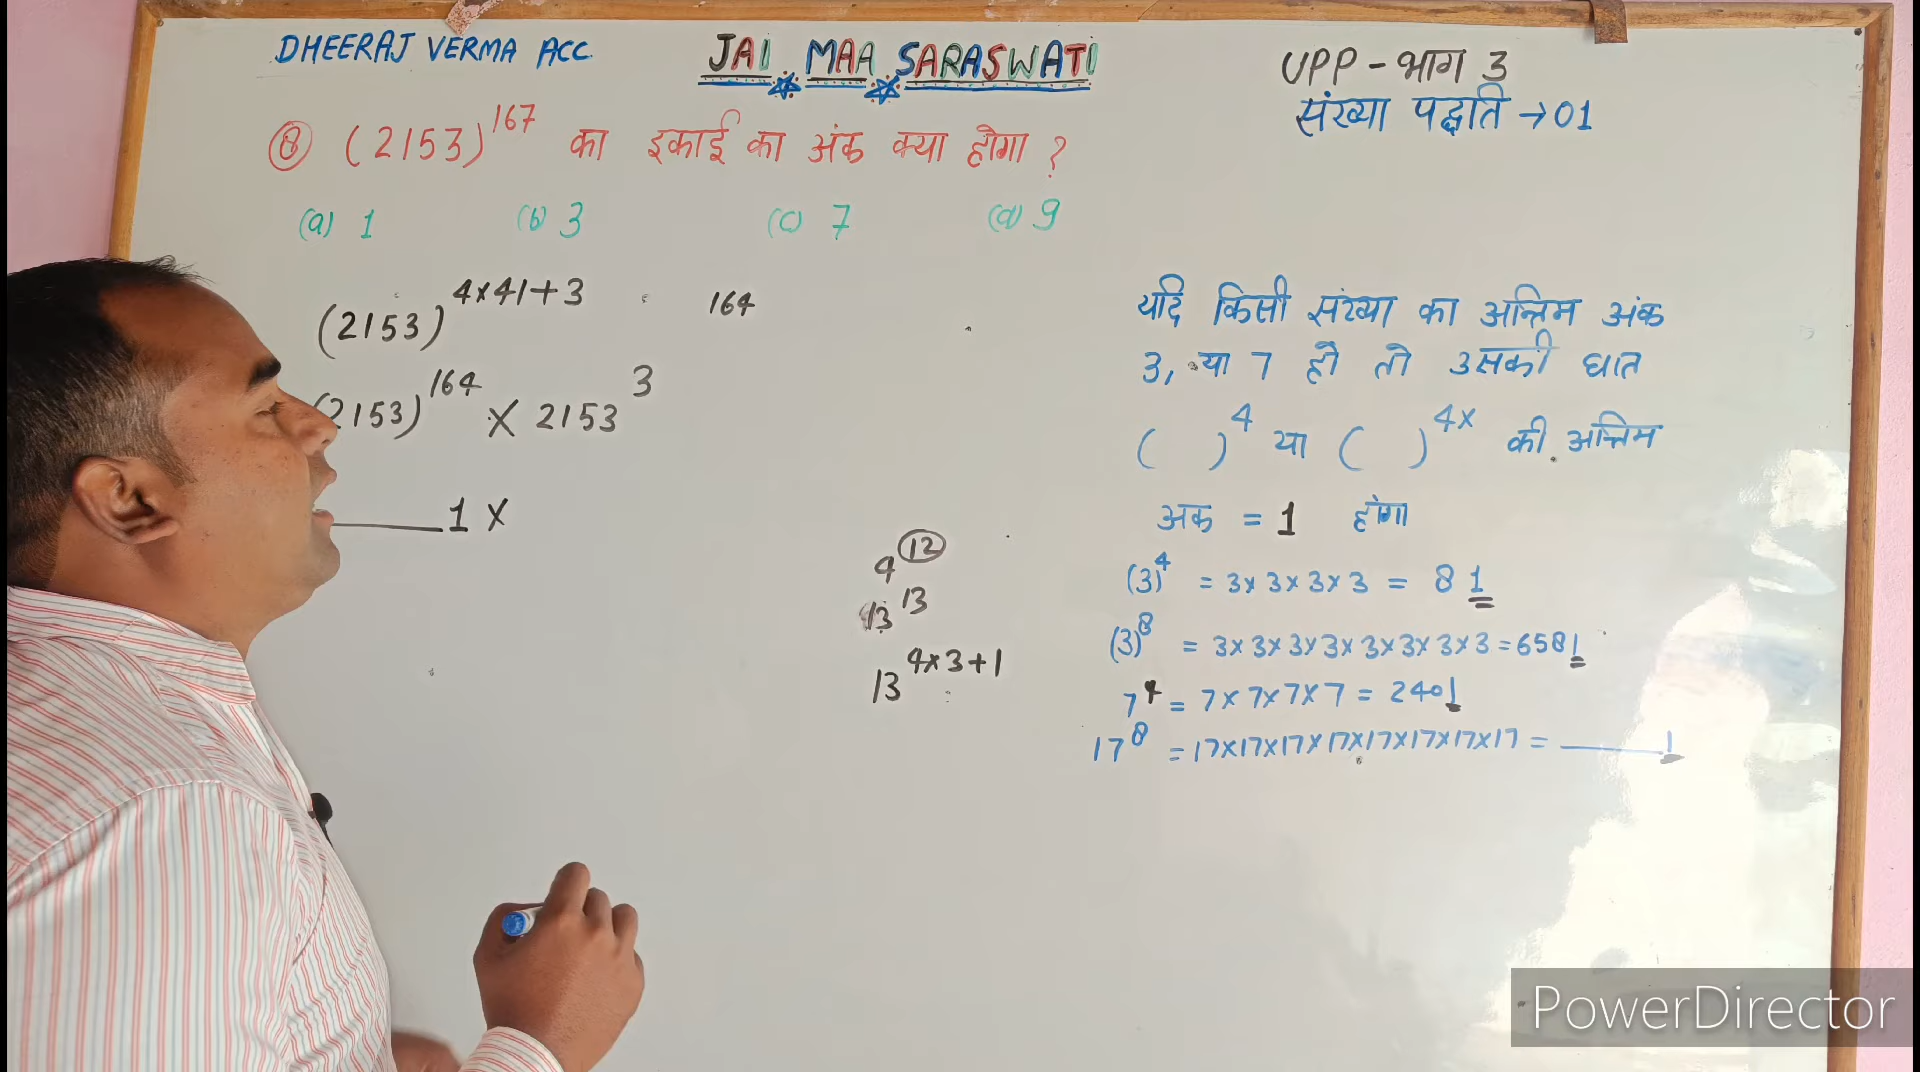 DHEERAJ VERMA ACC.
JAI MAA SARASWATI
UPP - भाग 3
संख्या पद्धति → 01
⑧ (2153)^167 का इकाई का अंक क्या होगा ?
(a) 1 (b) 3 (c) 7 (d) 9
(2153)^4×41+3 164
(2153)^164 × 2153^3
1 ×
4^12
13^13
13^4×3+1
यदि किसी संख्या का अन्तिम अंक
3, या 7 हो तो उसकी घात
( )^4 या ( )^4x की अन्तिम
अंक = 1 होगा
(3)^4 = 3×3×3×3 = 81
(3)^8 = 3×3×3×3×3×3×3×3=6581
7^4 = 7×7×7×7 = 2401
17^8 = 17×17×17×17×17×17×17×17 = ____1
PowerDirector